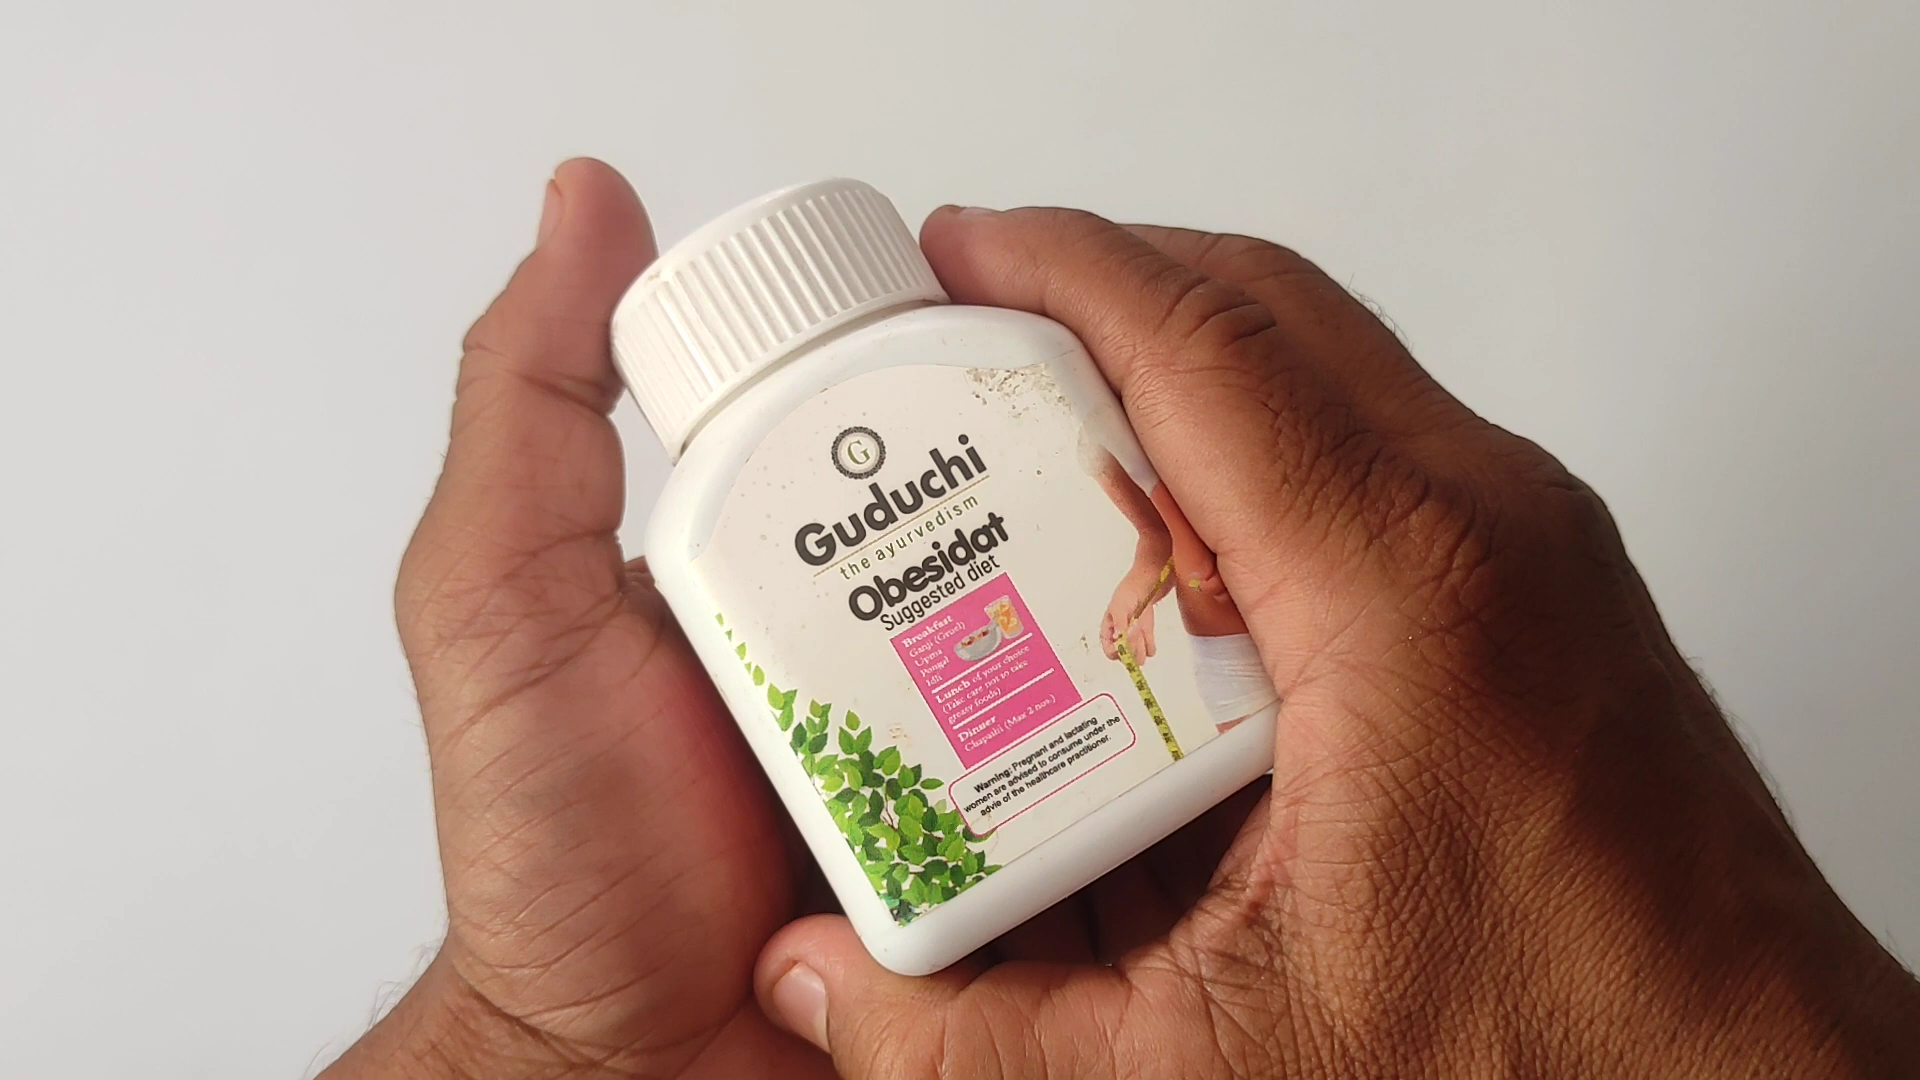 G
Guduchi
the ayurvedism
Obesidat
Suggested diet
Breakfast
Ganji (Gruel)
Upma
Pongal
Idli
Lunch of your choice
(Take care not to take
greasy foods)
Dinner
Chapathi (Max 2 nos.)
Warning: Pregnant and lactating
women are advised to consume under the
advie of the healthcare practitioner.